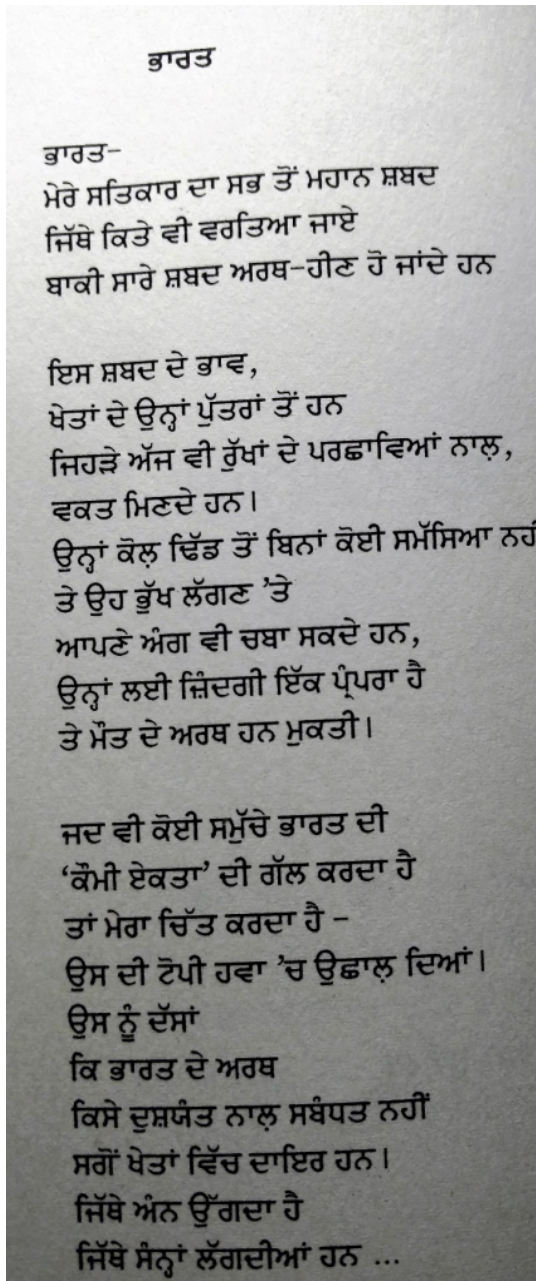 ਭਾਰਤ
ਭਾਰਤ-
ਮੇਰੇ ਸਤਿਕਾਰ ਦਾ ਸਭ ਤੋਂ ਮਹਾਨ ਸ਼ਬਦ
ਜਿੱਥੇ ਕਿਤੇ ਵੀ ਵਰਤਿਆ ਜਾਏ
ਬਾਕੀ ਸਾਰੇ ਸ਼ਬਦ ਅਰਥ-ਹੀਣ ਹੋ ਜਾਂਦੇ ਹਨ
ਇਸ ਸ਼ਬਦ ਦੇ ਭਾਵ,
ਖੇਤਾਂ ਦੇ ਉਨ੍ਹਾਂ ਪੁੱਤਰਾਂ ਤੋਂ ਹਨ
ਜਿਹੜੇ ਅੱਜ ਵੀ ਰੁੱਖਾਂ ਦੇ ਪਰਛਾਵਿਆਂ ਨਾਲ਼,
ਵਕਤ ਮਿਣਦੇ ਹਨ।
ਉਨ੍ਹਾਂ ਕੋਲ਼ ਢਿੱਡ ਤੋਂ ਬਿਨਾਂ ਕੋਈ ਸਮੱਸਿਆ
ਤੇ ਉਹ ਭੁੱਖ ਲੱਗਣ ’ਤੇ
ਆਪਣੇ ਅੰਗ ਵੀ ਚਬਾ ਸਕਦੇ ਹਨ,
ਉਨ੍ਹਾਂ ਲਈ ਜ਼ਿੰਦਗੀ ਇੱਕ ਪ੍ਰੰਪਰਾ ਹੈ
ਤੇ ਮੌਤ ਦੇ ਅਰਥ ਹਨ ਮੁਕਤੀ।
ਜਦ ਵੀ ਕੋਈ ਸਮੁੱਚੇ ਭਾਰਤ ਦੀ
‘ਕੌਮੀ ਏਕਤਾ’ ਦੀ ਗੱਲ ਕਰਦਾ ਹੈ
ਤਾਂ ਮੇਰਾ ਚਿੱਤ ਕਰਦਾ ਹੈ -
ਉਸ ਦੀ ਟੋਪੀ ਹਵਾ ’ਚ ਉਛਾਲ਼ ਦਿਆਂ।
ਉਸ ਨੂੰ ਦੱਸਾਂ
ਕਿ ਭਾਰਤ ਦੇ ਅਰਥ
ਕਿਸੇ ਦੁਸ਼ਯੰਤ ਨਾਲ਼ ਸਬੰਧਤ ਨਹੀਂ
ਸਗੋਂ ਖੇਤਾਂ ਵਿੱਚ ਦਾਇਰ ਹਨ।
ਜਿੱਥੇ ਅੰਨ ਉੱਗਦਾ ਹੈ
ਜਿੱਥੇ ਸੰਨ੍ਹਾਂ ਲੱਗਦੀਆਂ ਹਨ ...